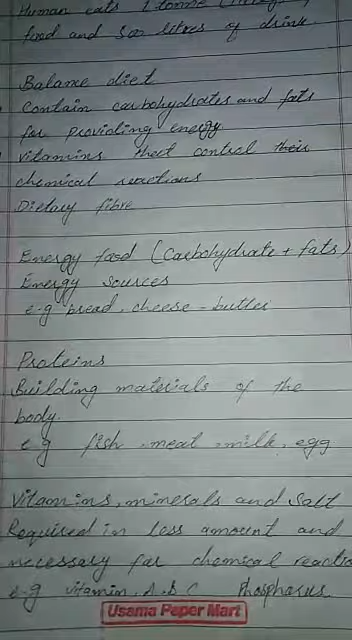 Human eats 1 tonne
food and 500 litres of drink.
Balance diet
Contain carbohydrates and fats
for providing energy
vitamins that control their
chemical reactions
Dietary fibre
Energy food (Carbohydrate + fats)
Energy sources
e.g bread, cheese - butter
Proteins
Building materials of the
body.
e.g fish, meat, milk, egg
Vitamins, minerals and Salt
Required in less amount and
necessary for chemical reactio
e.g vitamin A.B.C Phosphorus
Usama Paper Mart